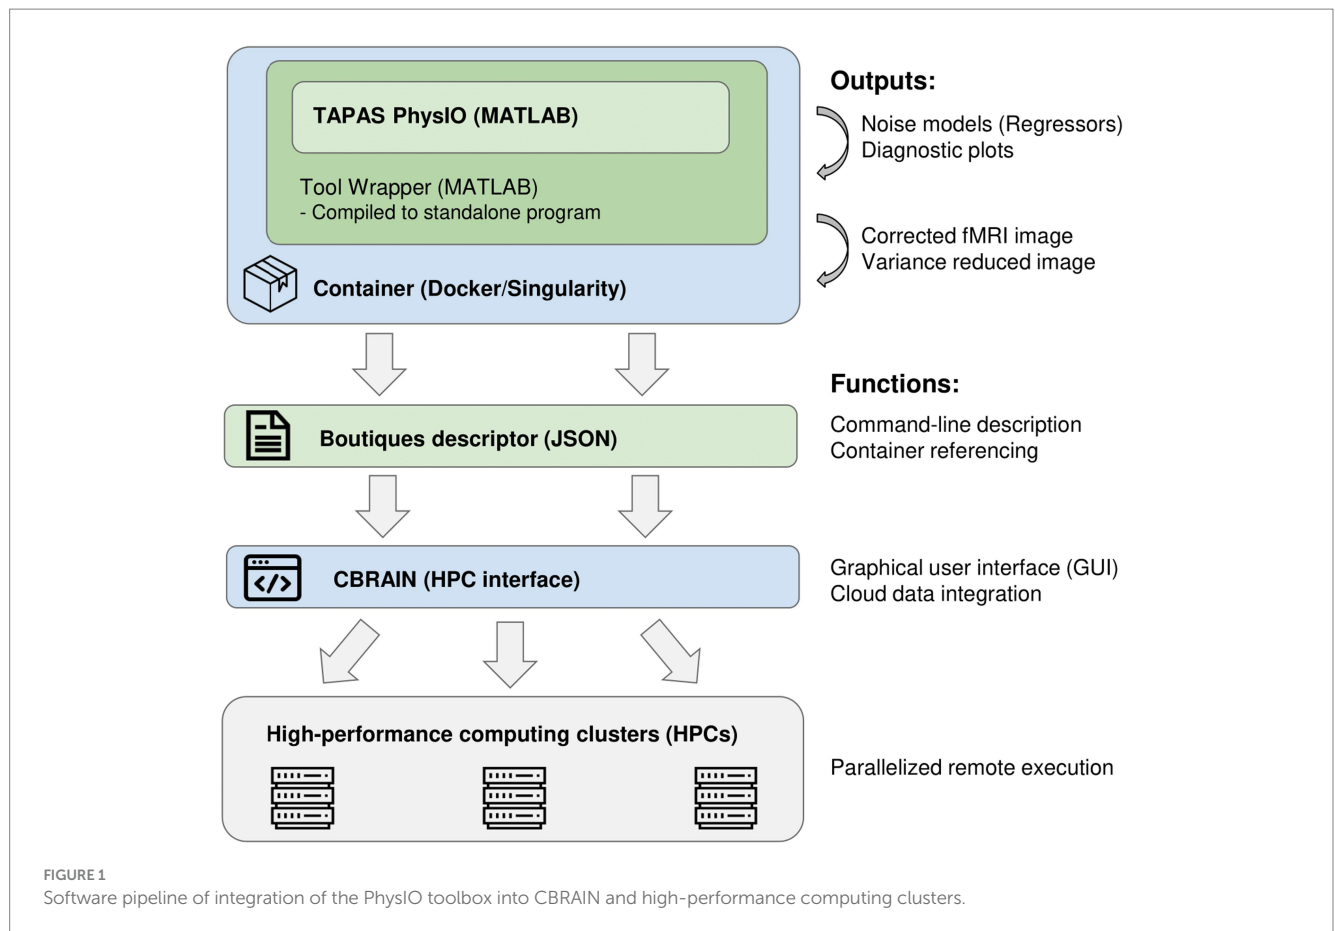 TAPAS PhysIO (MATLAB)
Tool Wrapper (MATLAB)
- Compiled to standalone program
Container (Docker/Singularity)
Outputs:
Noise models (Regressors)
Diagnostic plots
Corrected fMRI image
Variance reduced image
Boutiques descriptor (JSON)
Functions:
Command-line description
Container referencing
CBRAIN (HPC interface)
Graphical user interface (GUI)
Cloud data integration
High-performance computing clusters (HPCs)
Parallelized remote execution
FIGURE 1
Software pipeline of integration of the PhysIO toolbox into CBRAIN and high-performance computing clusters.